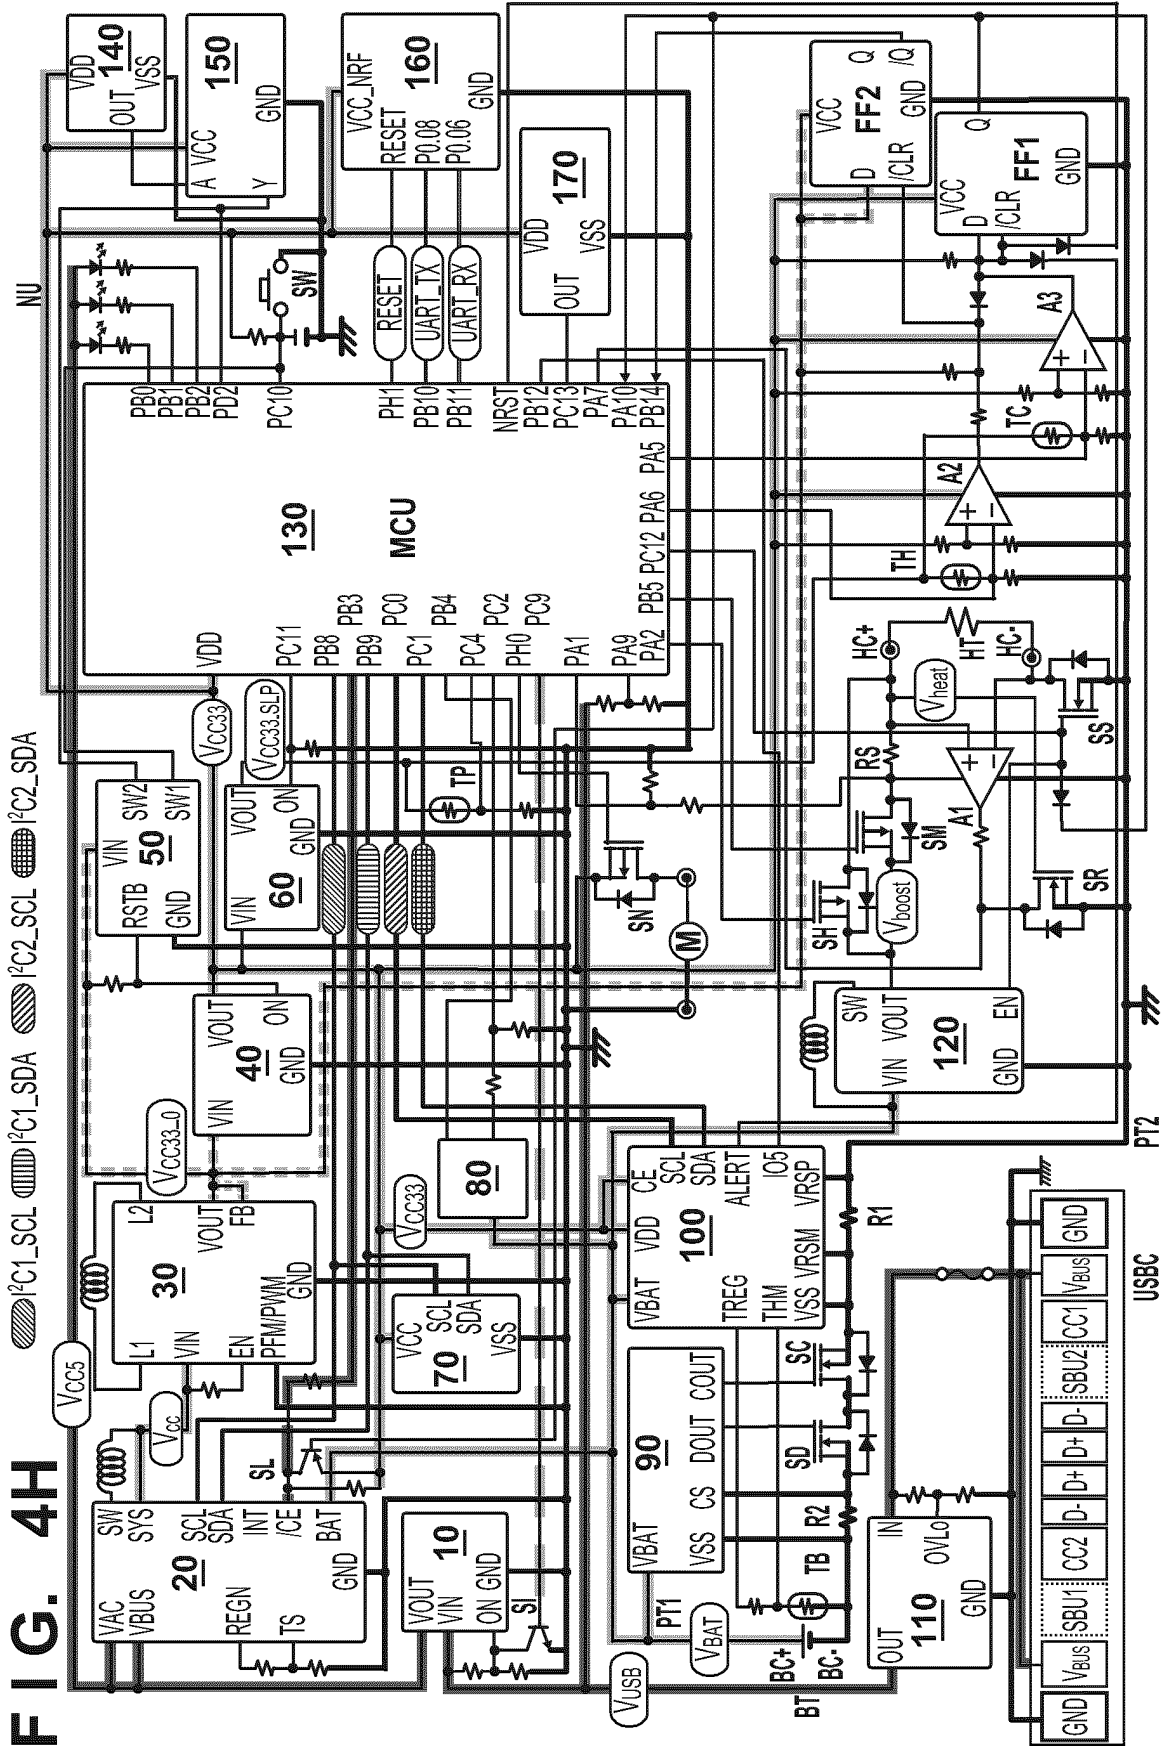 FIG. 4H
I²C1_SCL I²C1_SDA I²C2_SCL I²C2_SDA
NU
VCC5
VCC
VCC33_0
VCC33
VCC33.SLP
VCC33
VUSB
VBAT
Vboost
Vheat
20
VAC
VBUS
REGN
TS
SW
SYS
SCL
SDA
INT
/CE
BAT
GND
SL
10
VOUT
VIN
ON
GND
SI
30
L1
VIN
EN
PFM/PWM
L2
VOUT
FB
GND
40
VIN
VOUT
ON
GND
50
RSTB
GND
VIN
SW2
SW1
60
VIN
VOUT
ON
GND
70
VCC
SCL
SDA
VSS
80
TP
SN
M
130
MCU
VDD
PC11
PB8
PB3
PB9
PC0
PC1
PB4
PC4
PC2
PH0
PC9
PA1
PA9
PA2
PB5
PC12
PA6
PA5
PB0
PB1
PB2
PD2
PC10
PH1
PB10
PB11
NRST
PB12
PC13
PA7
PA10
PB14
140
VDD
OUT
VSS
150
A
VCC
Y
GND
SW
160
VCC_NRF
RESET
P0.08
P0.06
GND
RESET
UART_TX
UART_RX
170
VDD
VSS
OUT
FF2
VCC
D
/CLR
Q
/Q
GND
FF1
VCC
D
/CLR
Q
GND
A3
TC
A2
TH
HC+
HT
HC-
SS
RS
SM
A1
SH
SR
120
SW
VIN
VOUT
EN
GND
PT2
100
VBAT
VDD
CE
SCL
SDA
ALERT
IO5
TREG
THM
VSS
VRSM
VRSP
R1
SC
SD
90
VBAT
VSS
CS
DOUT
COUT
R2
TB
PT1
BC+
BC-
BT
110
OUT
IN
OVLo
GND
USBC
GND
VBUS
SBU1
CC2
D-
D+
D+
D-
SBU2
CC1
VBUS
GND